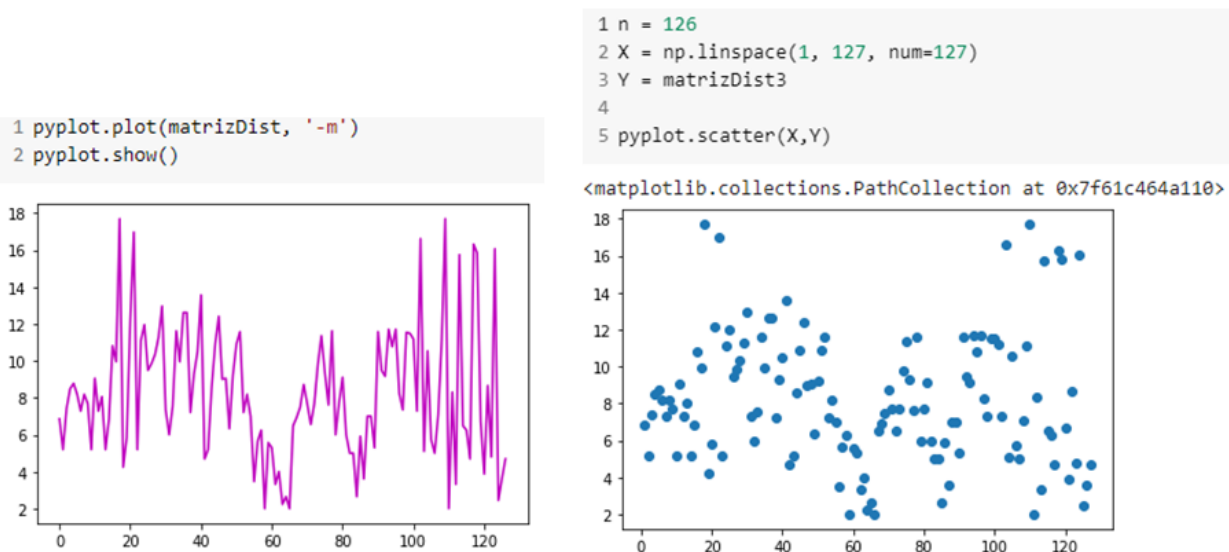 1 pyplot.plot(matrizDist, '-m')
2 pyplot.show()
18
16
14
12
10
8
6
4
2
0 20 40 60 80 100 120
1 n = 126
2 X = np.linspace(1, 127, num=127)
3 Y = matrizDist3
4
5 pyplot.scatter(X,Y)
<matplotlib.collections.PathCollection at 0x7f61c464a110>
18
16
14
12
10
8
6
4
2
0 20 40 60 80 100 120